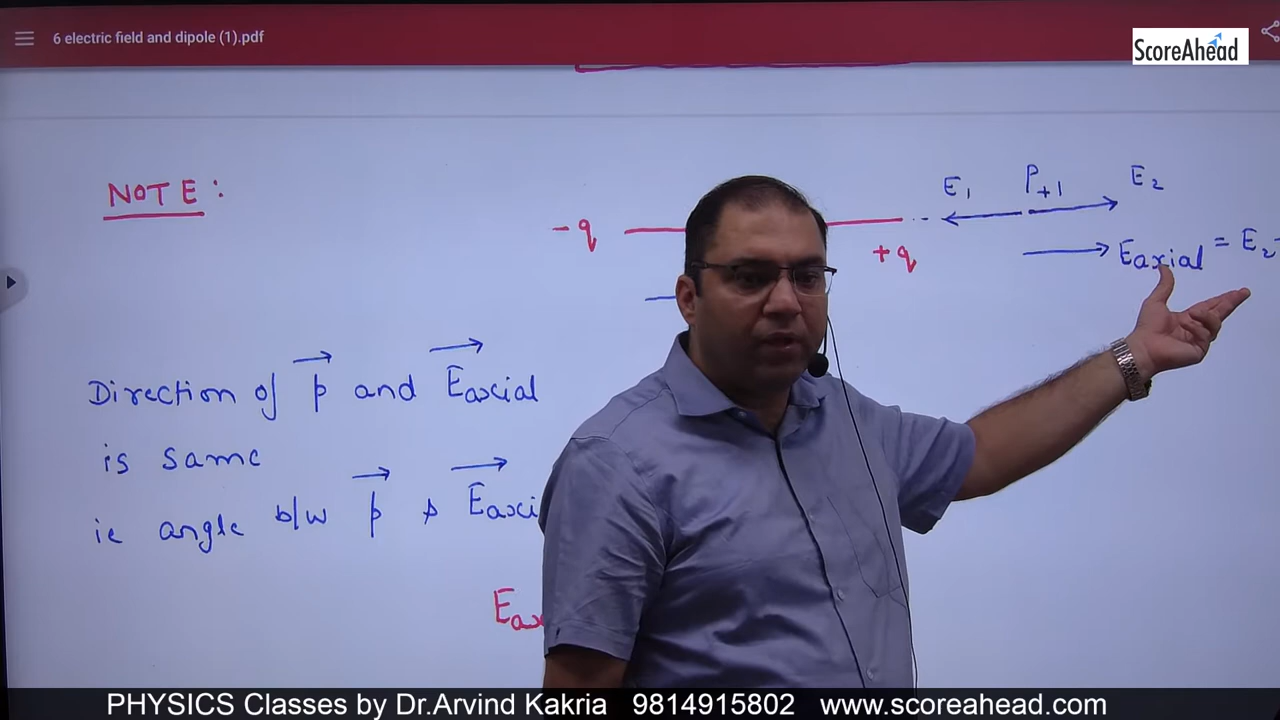 6 electric field and dipole (1).pdf
ScoreAhead
NOTE:
-q
+q
E1
P+1
E2
Eaxial = E2-
Direction of p and Eaxial
is same
ie angle b/w p & Eaxi
Eax
PHYSICS Classes by Dr.Arvind Kakria 9814915802 www.scoreahead.com